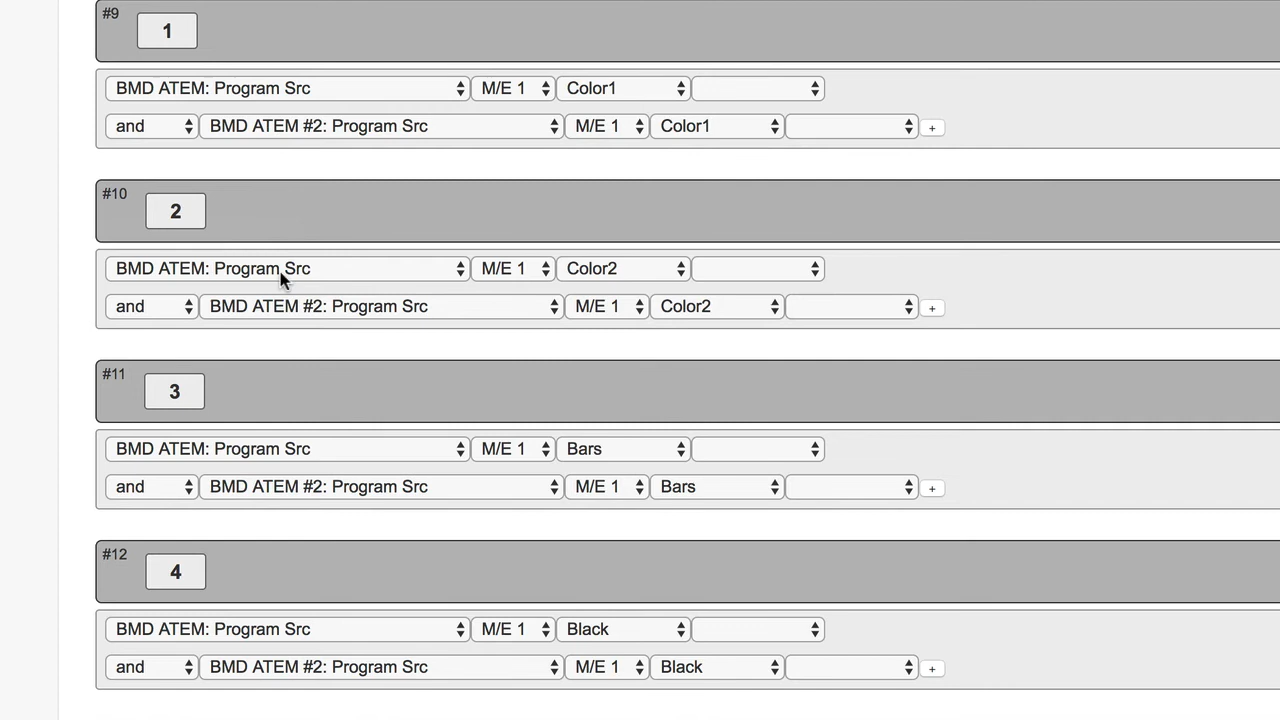 #9
1
BMD ATEM: Program Src M/E 1 Color1
and BMD ATEM #2: Program Src M/E 1 Color1 +
#10
2
BMD ATEM: Program Src M/E 1 Color2
and BMD ATEM #2: Program Src M/E 1 Color2 +
#11
3
BMD ATEM: Program Src M/E 1 Bars
and BMD ATEM #2: Program Src M/E 1 Bars +
#12
4
BMD ATEM: Program Src M/E 1 Black
and BMD ATEM #2: Program Src M/E 1 Black +